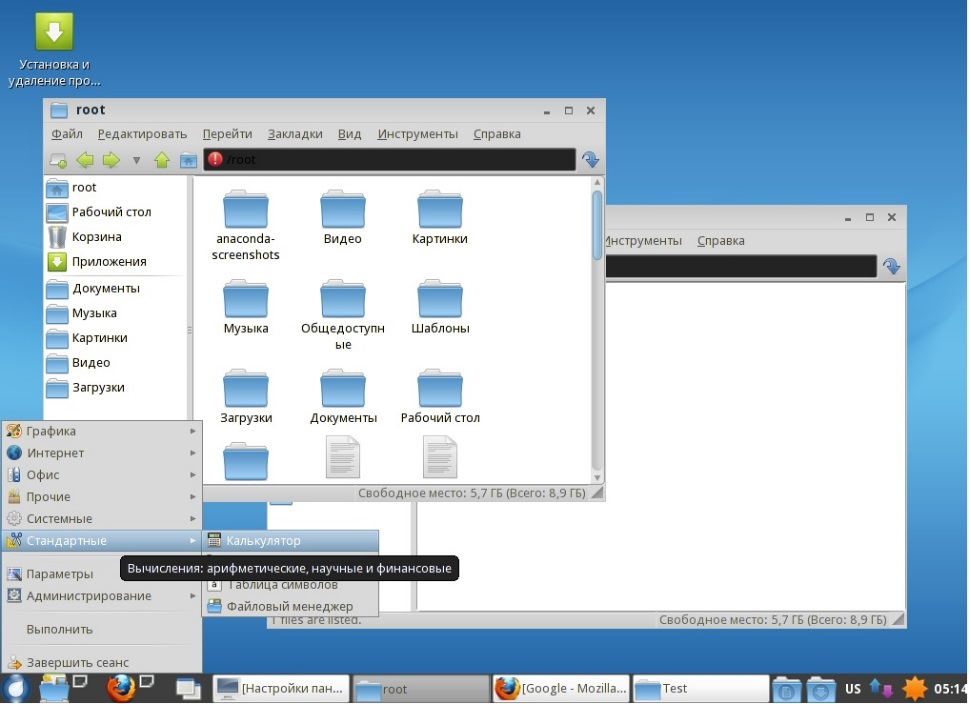 Установка и
удаление про...
root
Файл Редактировать Перейти Закладки Вид Инструменты Справка
/root
root
Рабочий стол
Корзина
Приложения
Документы
Музыка
Картинки
Видео
Загрузки
anaconda-
screenshots
Видео
Картинки
Музыка
Общедоступн
ые
Шаблоны
Загрузки
Документы
Рабочий стол
Свободное место: 5,7 ГБ (Всего: 8,9 ГБ)
Инструменты Справка
1 files are listed.
Свободное место: 5,7 ГБ (Всего: 8,9 ГБ)
Графика
Интернет
Офис
Прочие
Системные
Стандартные
Параметры
Администрирование
Выполнить
Завершить сеанс
Калькулятор
Вычисления: арифметические, научные и финансовые
Таблица символов
Файловый менеджер
[Настройки пан...
root
[Google - Mozilla...
Test
US
05:14